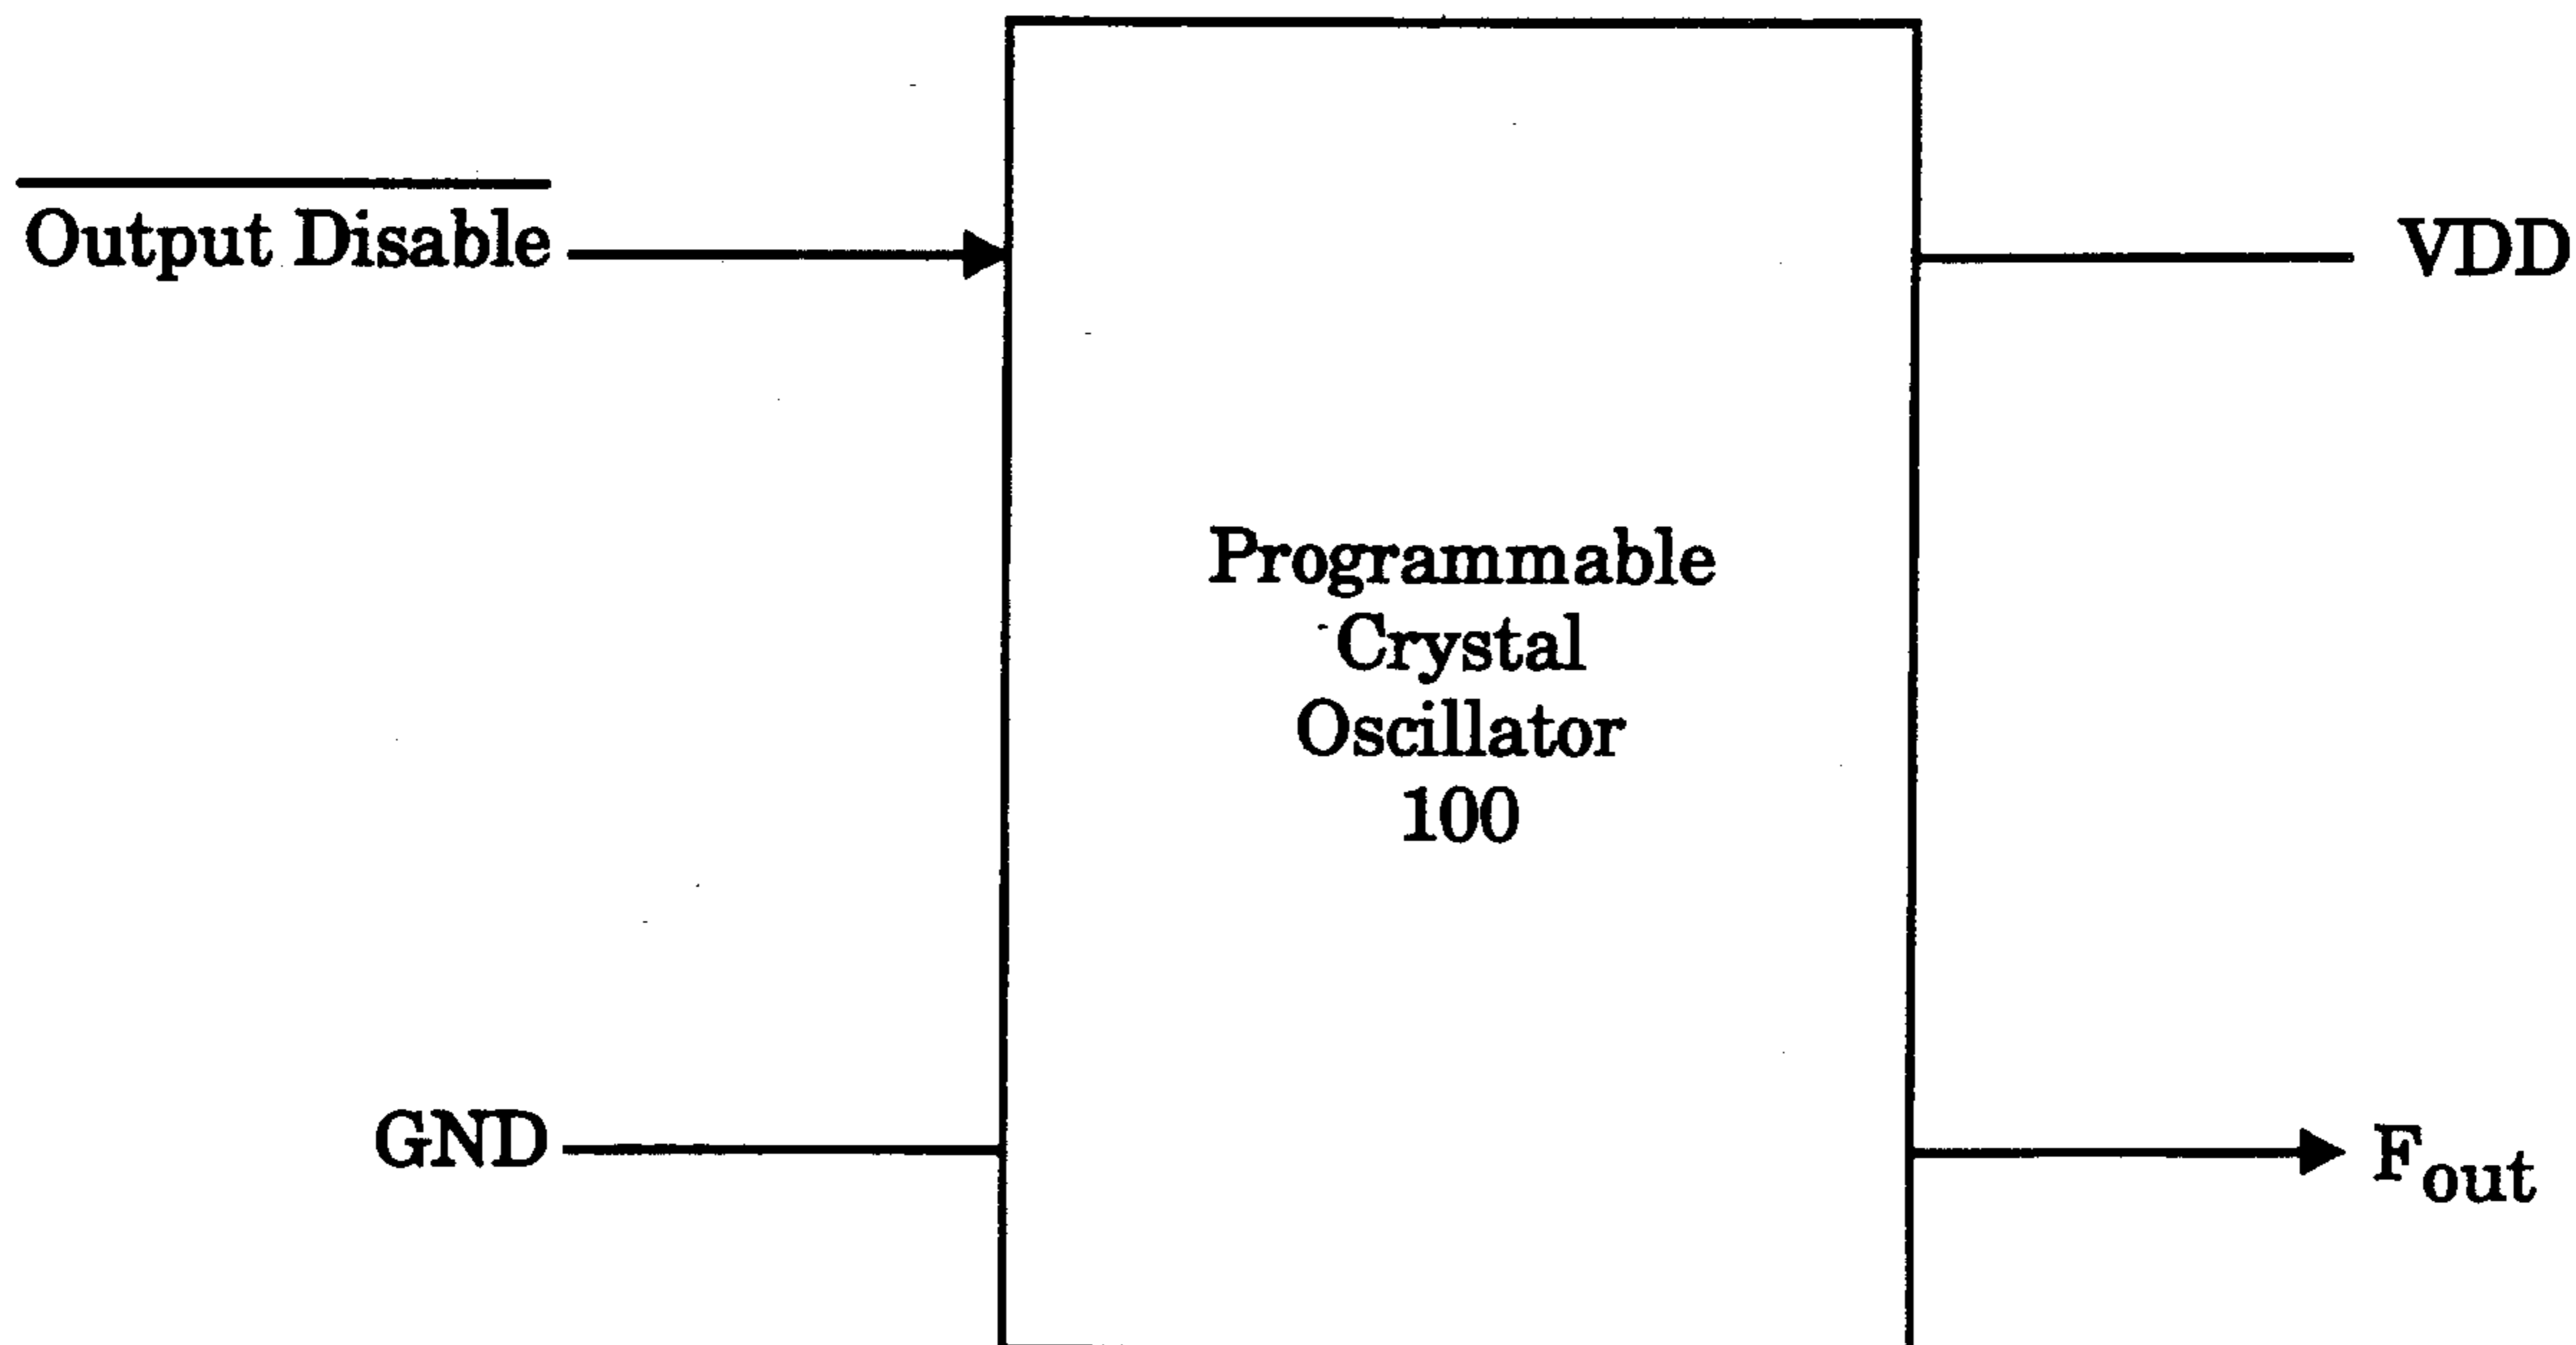 Output Disable
VDD
Programmable
Crystal
Oscillator
100
GND
Fout